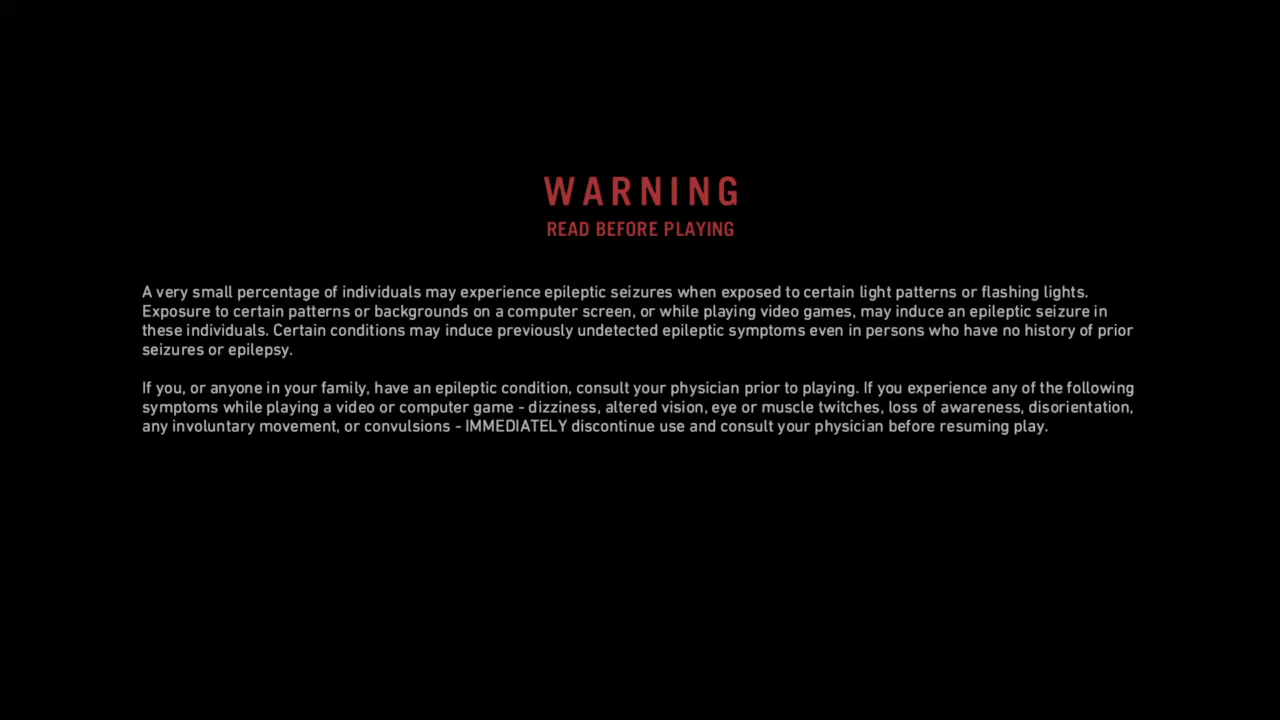 WARNING
READ BEFORE PLAYING
A very small percentage of individuals may experience epileptic seizures when exposed to certain light patterns or flashing lights.
Exposure to certain patterns or backgrounds on a computer screen, or while playing video games, may induce an epileptic seizure in
these individuals. Certain conditions may induce previously undetected epileptic symptoms even in persons who have no history of prior
seizures or epilepsy.
If you, or anyone in your family, have an epileptic condition, consult your physician prior to playing. If you experience any of the following
symptoms while playing a video or computer game - dizziness, altered vision, eye or muscle twitches, loss of awareness, disorientation,
any involuntary movement, or convulsions - IMMEDIATELY discontinue use and consult your physician before resuming play.